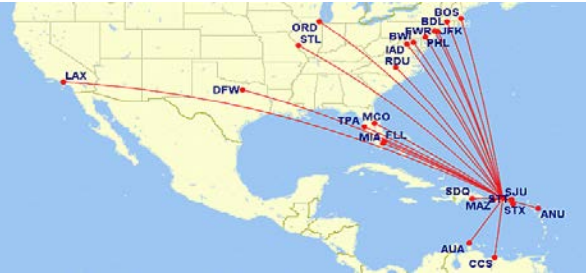 BOS
ORD
BDL
STL
BWI
EWR
JFK
IAD
PHL
RDU
LAX
DFW
TPA
MCO
MIA
FLL
SDQ
SJU
STT
MAZ
STX
ANU
AUA
CCS